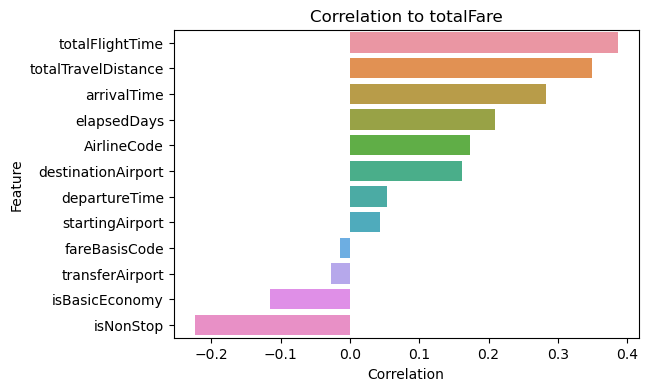 Correlation to totalFare
totalFlightTime
totalTravelDistance
arrivalTime
elapsedDays
AirlineCode
destinationAirport
departureTime
startingAirport
fareBasisCode
transferAirport
isBasicEconomy
isNonStop
Feature
−0.2 −0.1 0.0 0.1 0.2 0.3 0.4
Correlation